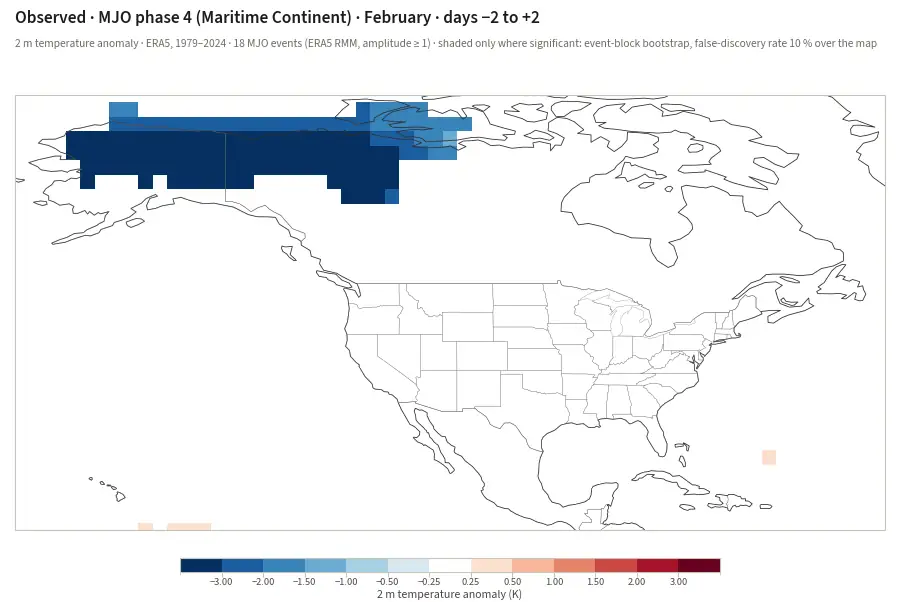 Observed · MJO phase 4 (Maritime Continent) · February · days −2 to +2
2 m temperature anomaly · ERA5, 1979–2024 · 18 MJO events (ERA5 RMM, amplitude ≥ 1) · shaded only where significant: event-block bootstrap, false-discovery rate 10 % over the map
−3.00 −2.00 −1.50 −1.00 −0.50 −0.25 0.25 0.50 1.00 1.50 2.00 3.00
2 m temperature anomaly (K)